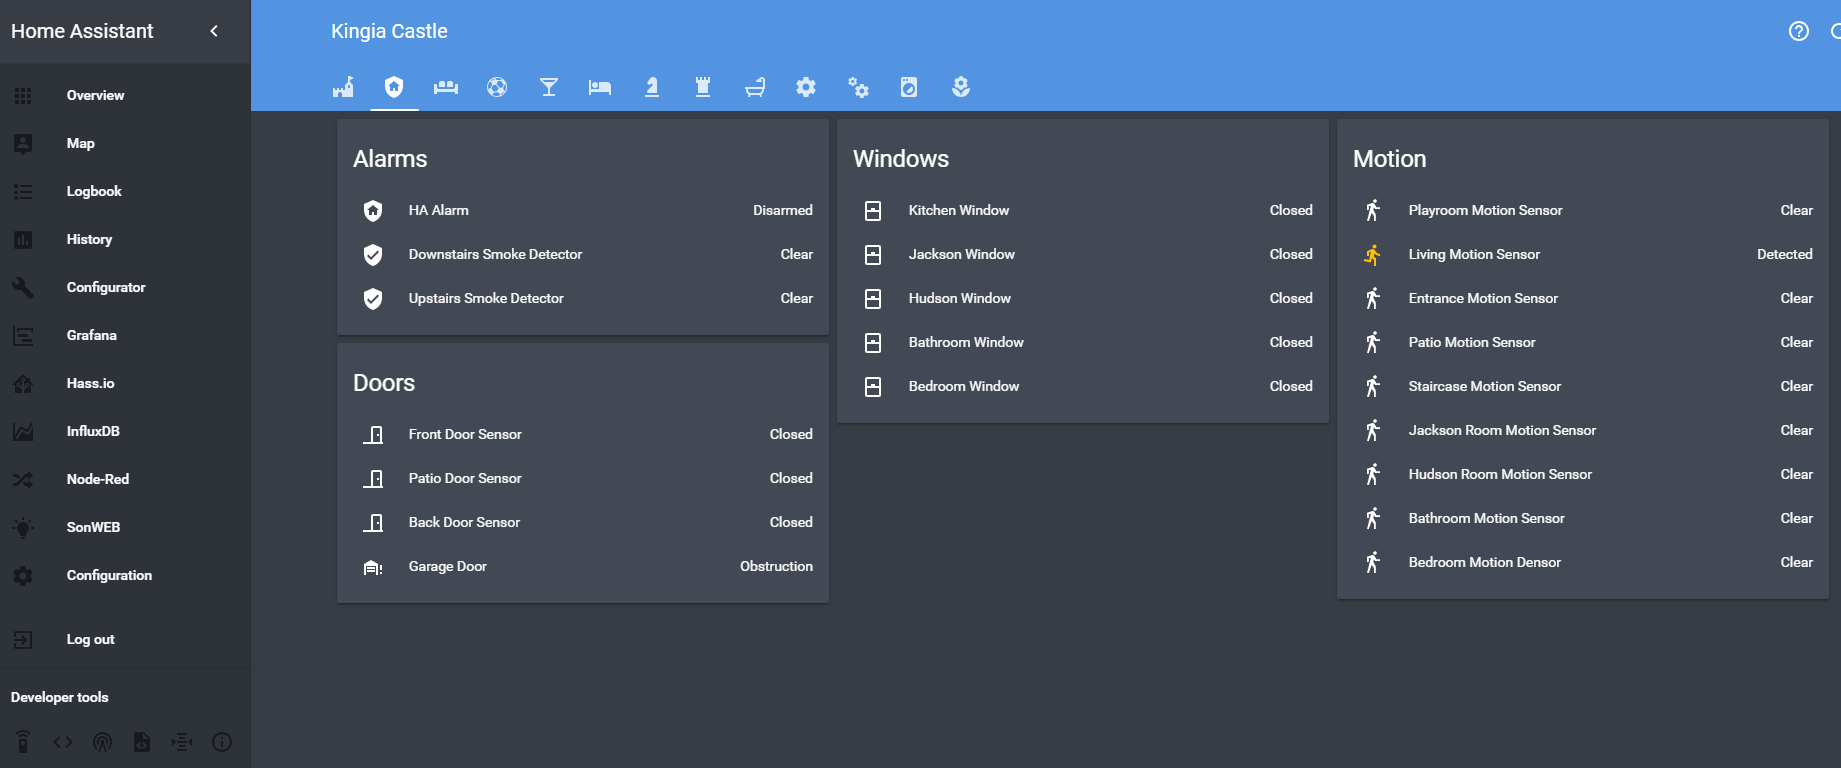 Home Assistant
Overview
Map
Logbook
History
Configurator
Grafana
Hass.io
InfluxDB
Node-Red
SonWEB
Configuration
Log out
Developer tools
Kingia Castle
Alarms
HA Alarm Disarmed
Downstairs Smoke Detector Clear
Upstairs Smoke Detector Clear
Doors
Front Door Sensor Closed
Patio Door Sensor Closed
Back Door Sensor Closed
Garage Door Obstruction
Windows
Kitchen Window Closed
Jackson Window Closed
Hudson Window Closed
Bathroom Window Closed
Bedroom Window Closed
Motion
Playroom Motion Sensor Clear
Living Motion Sensor Detected
Entrance Motion Sensor Clear
Patio Motion Sensor Clear
Staircase Motion Sensor Clear
Jackson Room Motion Sensor Clear
Hudson Room Motion Sensor Clear
Bathroom Motion Sensor Clear
Bedroom Motion Densor Clear